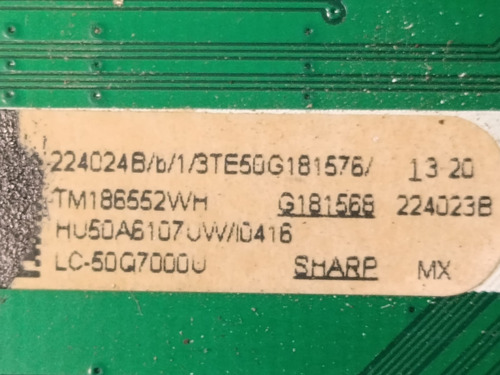 224024B/b/1/3TE50G181576/ 13-20
TM186552WH G181568 224023B
HU50A6107UW/I0416
LC-50Q7000U SHARP MX